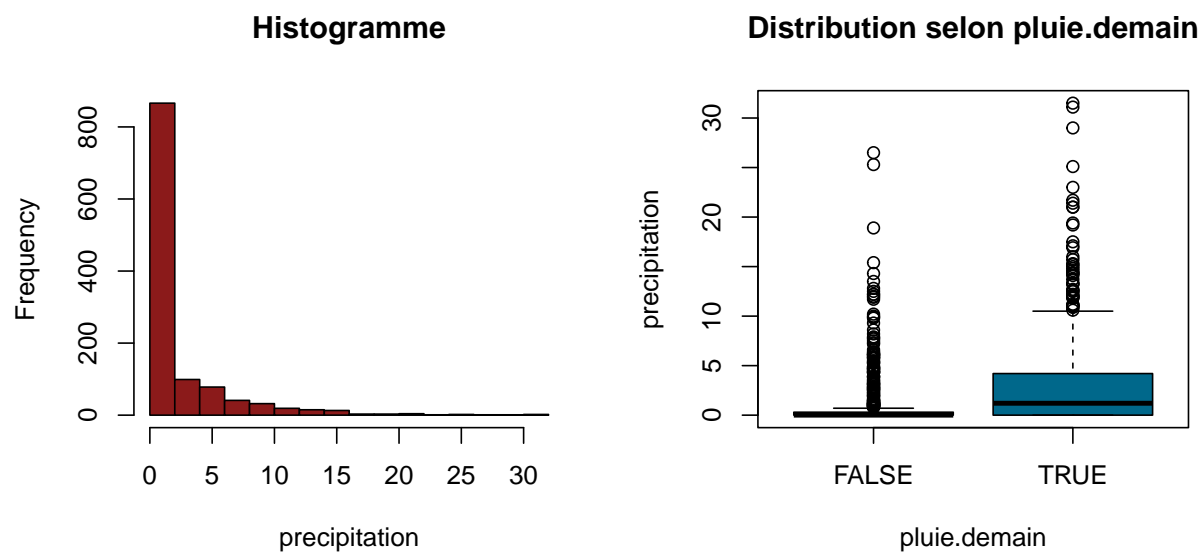 Histogramme
Frequency
0
200
400
600
800
0 5 10 15 20 25 30
precipitation
Distribution selon pluie.demain
precipitation
0
5
10
20
30
FALSE TRUE
pluie.demain